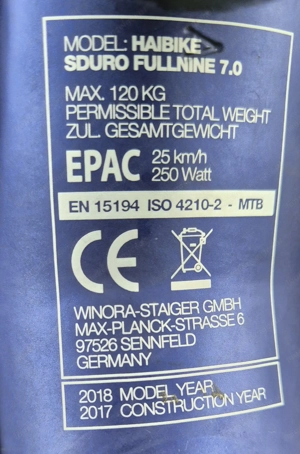 MODEL: HAIBIKE
SDURO FULLNINE 7.0
MAX. 120 KG
PERMISSIBLE TOTAL WEIGHT
ZUL. GESAMTGEWICHT
EPAC 25 km/h
250 Watt
EN 15194 ISO 4210-2 - MTB
CE
WINORA-STAIGER GMBH
MAX-PLANCK-STRASSE 6
97526 SENNFELD
GERMANY
2018 MODEL YEAR
2017 CONSTRUCTION YEAR